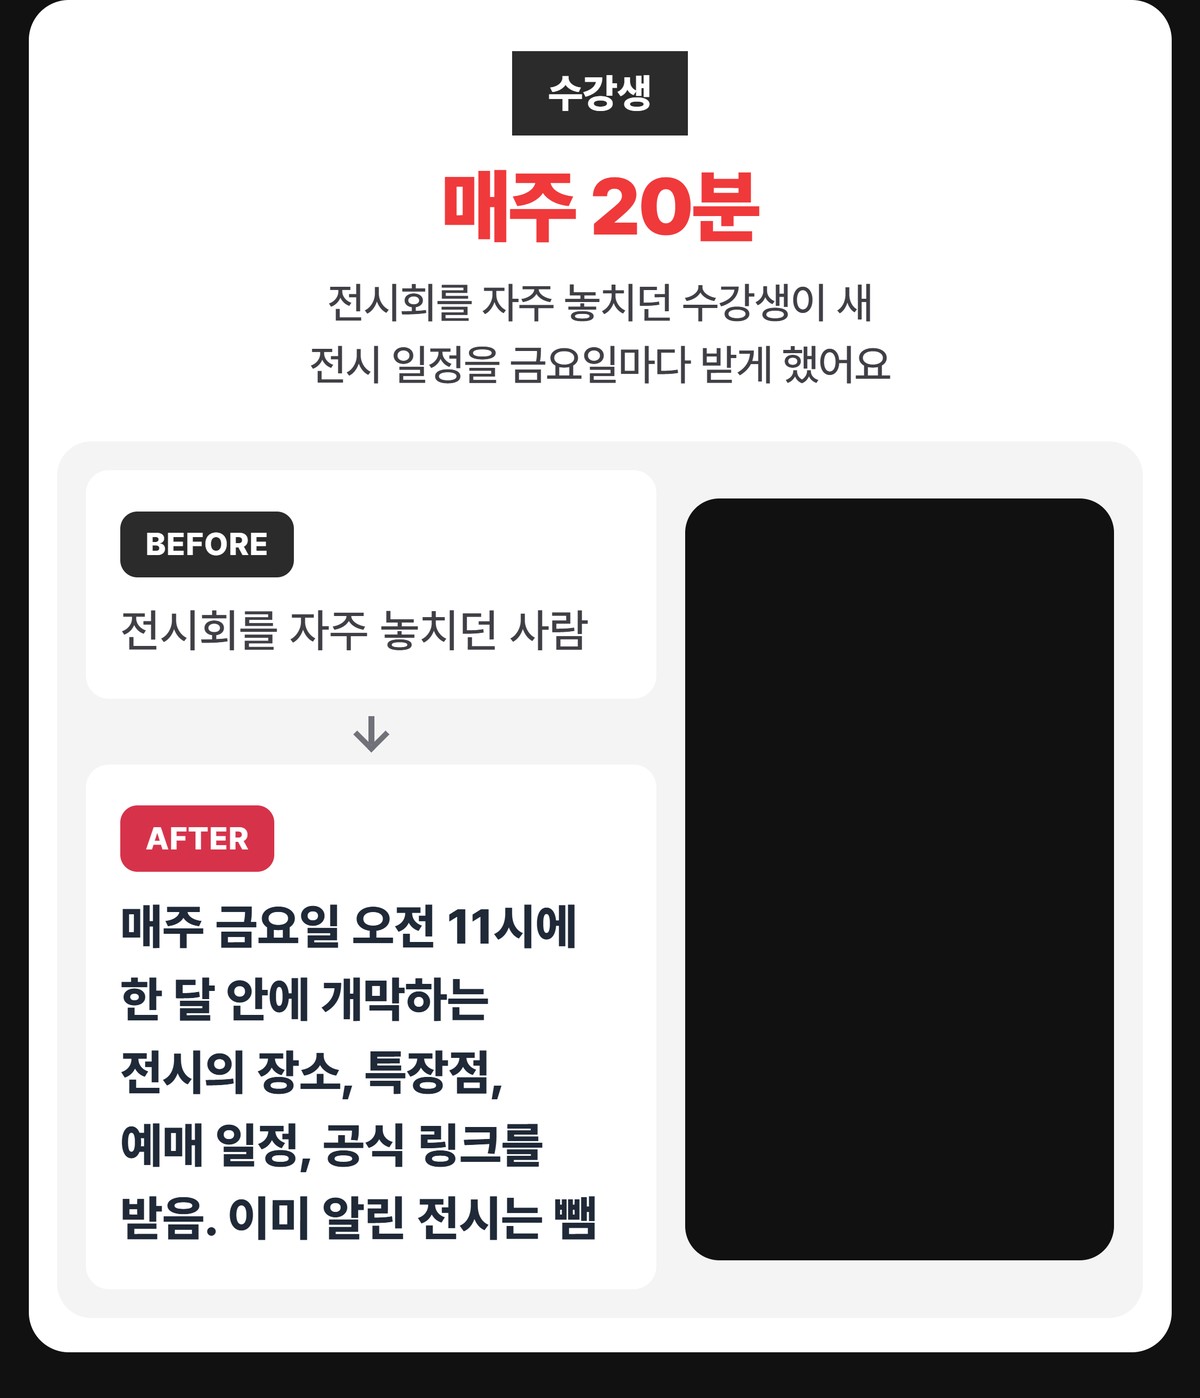 수강생
매주 20분
전시회를 자주 놓치던 수강생이 새
전시 일정을 금요일마다 받게 했어요
BEFORE
전시회를 자주 놓치던 사람
AFTER
매주 금요일 오전 11시에
한 달 안에 개막하는
전시의 장소, 특장점,
예매 일정, 공식 링크를
받음. 이미 알린 전시는 뺌